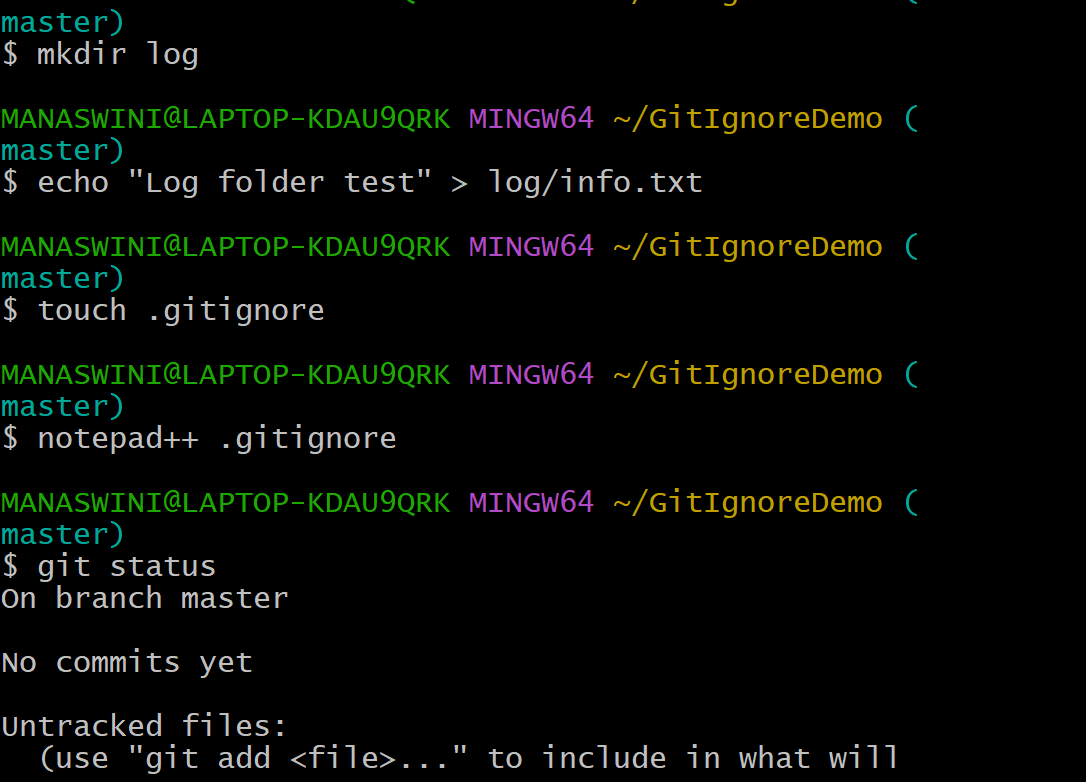 master)
$ mkdir log
MANASWINI@LAPTOP-KDAU9QRK MINGW64 ~/GitIgnoreDemo (
master)
$ echo "Log folder test" > log/info.txt
MANASWINI@LAPTOP-KDAU9QRK MINGW64 ~/GitIgnoreDemo (
master)
$ touch .gitignore
MANASWINI@LAPTOP-KDAU9QRK MINGW64 ~/GitIgnoreDemo (
master)
$ notepad++ .gitignore
MANASWINI@LAPTOP-KDAU9QRK MINGW64 ~/GitIgnoreDemo (
master)
$ git status
On branch master
No commits yet
Untracked files:
  (use "git add <file>..." to include in what will